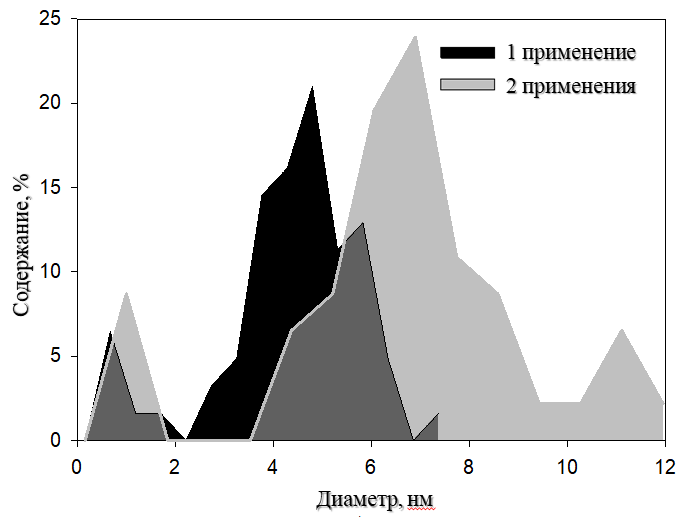 25
20
15
10
5
0
Содержание, %
1 применение
2 применения
0 2 4 6 8 10 12
Диаметр, нм